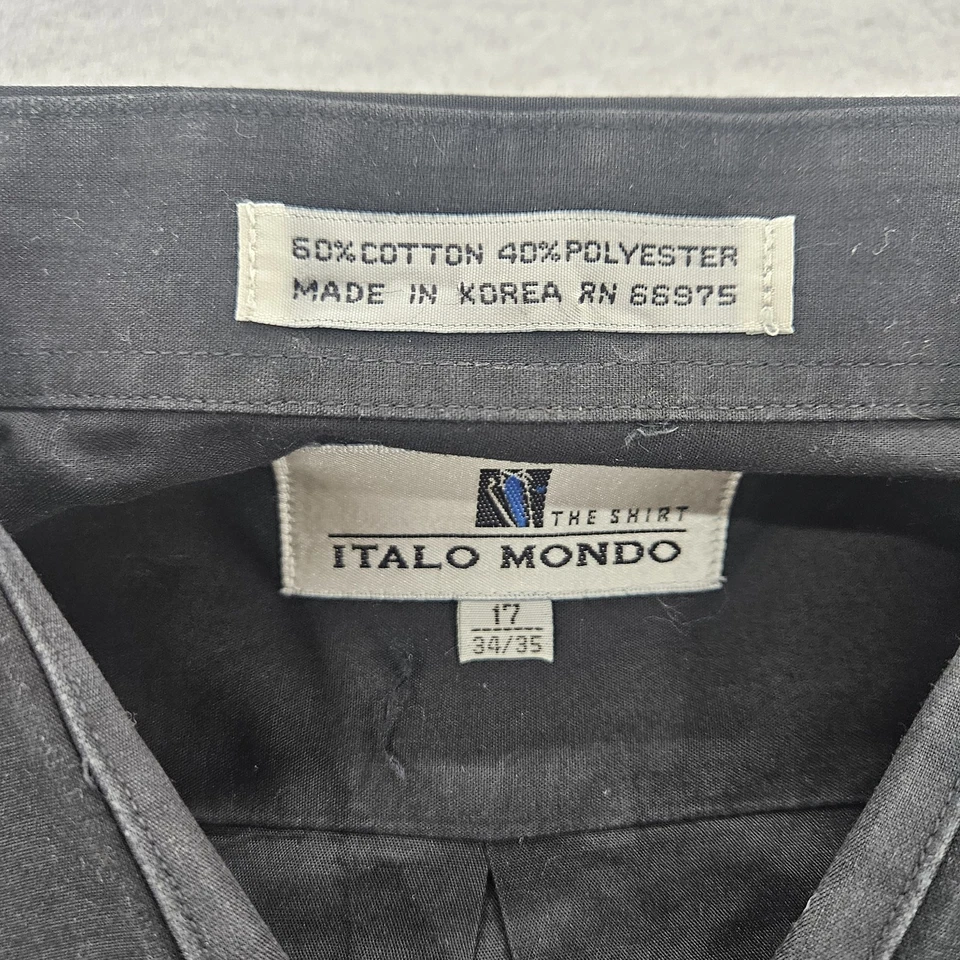 60% COTTON 40% POLYESTER
MADE IN KOREA RN 66975
THE SHIRT
ITALO MONDO
17
34/35